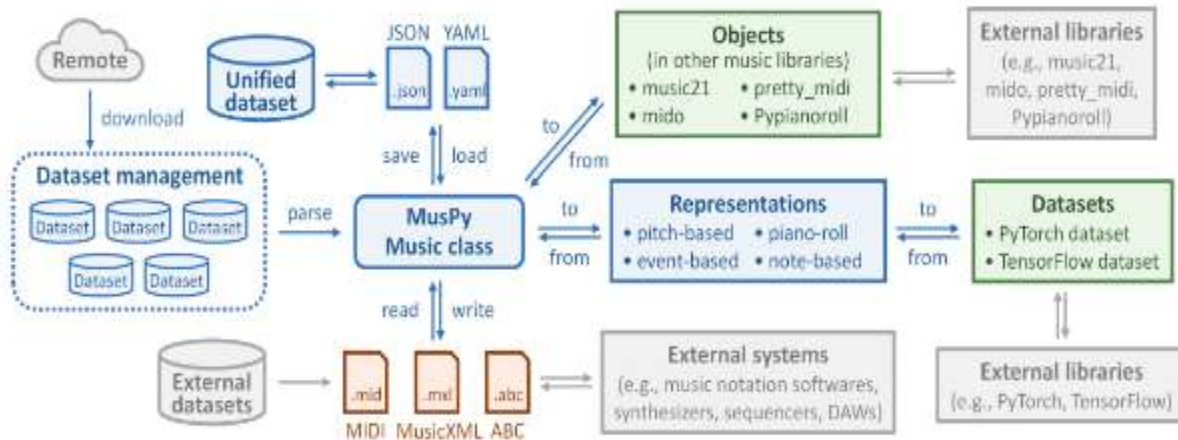 Remote
download
Dataset management
Dataset
Dataset
Dataset
Dataset
Dataset
parse
Unified
dataset
JSON YAML
.json .yaml
save load
MusPy
Music class
read write
External
datasets
.mid .mxl .abc
MIDI MusicXML ABC
to
from
Objects
(in other music libraries)
• music21 • pretty_midi
• mido • Pypianoroll
External libraries
(e.g., music21,
mido, pretty_midi,
Pypianoroll)
to
from
Representations
• pitch-based • piano-roll
• event-based • note-based
to
from
Datasets
• PyTorch dataset
• TensorFlow dataset
External systems
(e.g., music notation softwares,
synthesizers, sequencers, DAWs)
External libraries
(e.g., PyTorch, TensorFlow)